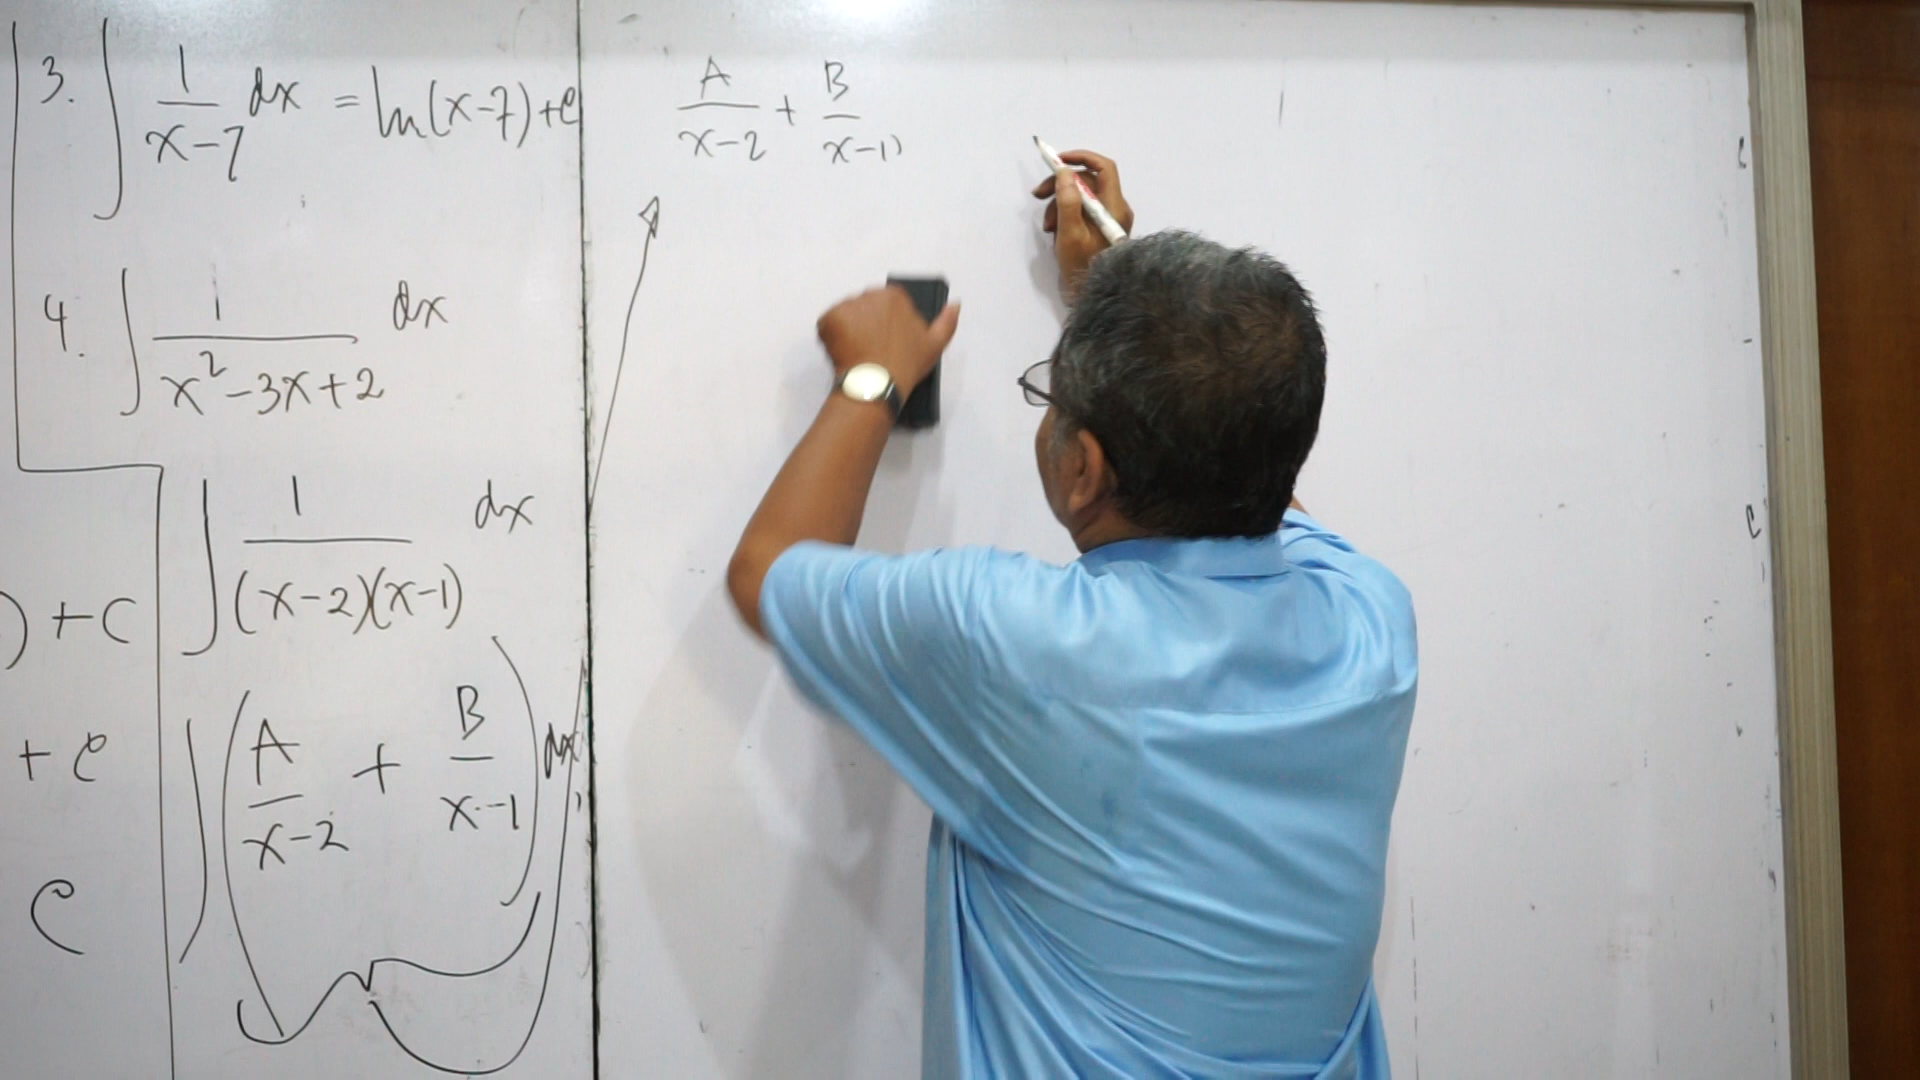 3. ∫ 1/(x-7) dx = ln(x-7)+c
4. ∫ 1/(x²-3x+2) dx
∫ 1/((x-2)(x-1)) dx
) +c
∫ (A/(x-2) + B/(x-1)) dx
+ c
c
A/(x-2) + B/(x-1)